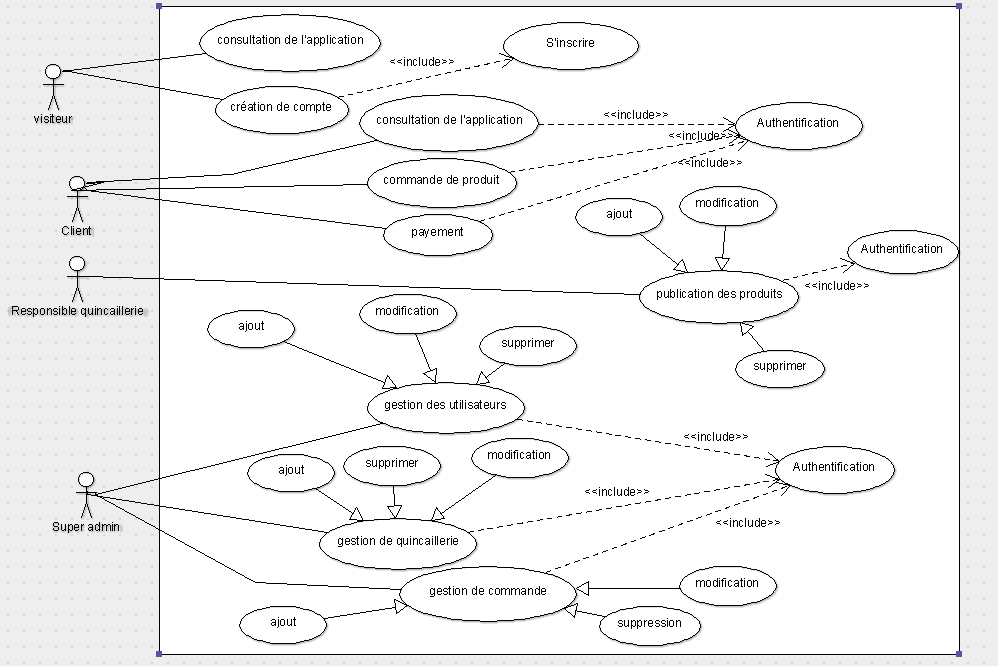 consultation de l'application
S'inscrire
<<include>>
visiteur
création de compte
consultation de l'application
<<include>>
Authentification
<<include>>
<<include>>
commande de produit
Client
payement
ajout
modification
Authentification
<<include>>
publication des produits
Responsible quincaillerie
ajout
modification
supprimer
supprimer
gestion des utilisateurs
<<include>>
ajout
supprimer
modification
Authentification
<<include>>
Super admin
<<include>>
gestion de quincaillerie
gestion de commande
modification
ajout
suppression